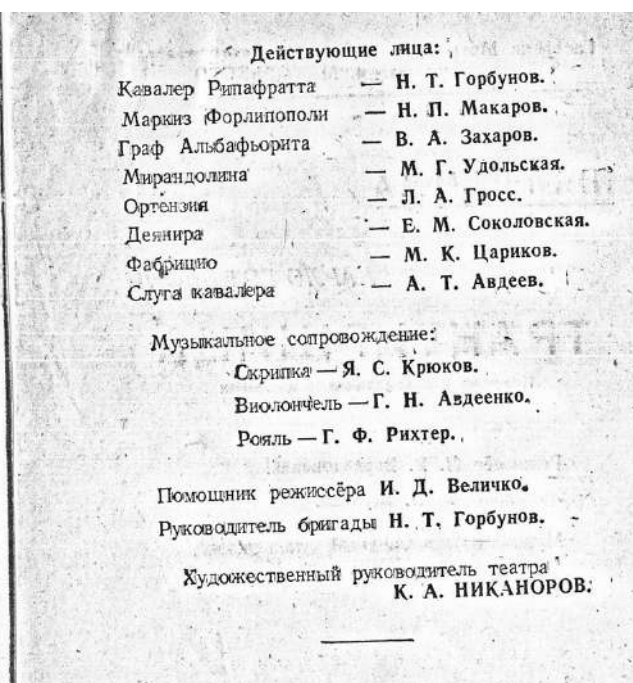 Действующие лица:
Кавалер Рипафратта — Н. Т. Горбунов.
Маркиз Форлипополи — Н. П. Макаров.
Граф Альбафьорита — В. А. Захаров.
Мирандолина — М. Г. Удольская.
Ортензия — Л. А. Гросс.
Деянира — Е. М. Соколовская.
Фабрицио — М. К. Цариков.
Слуга кавалера — А. Т. Авдеев.
Музыкальное сопровождение:
Скрипка — Я. С. Крюков.
Виолончель — Г. Н. Авдеенко.
Рояль — Г. Ф. Рихтер.
Помощник режиссёра И. Д. Величко.
Руководитель бригады Н. Т. Горбунов.
Художественный руководитель театра
К. А. НИКАНОРОВ.